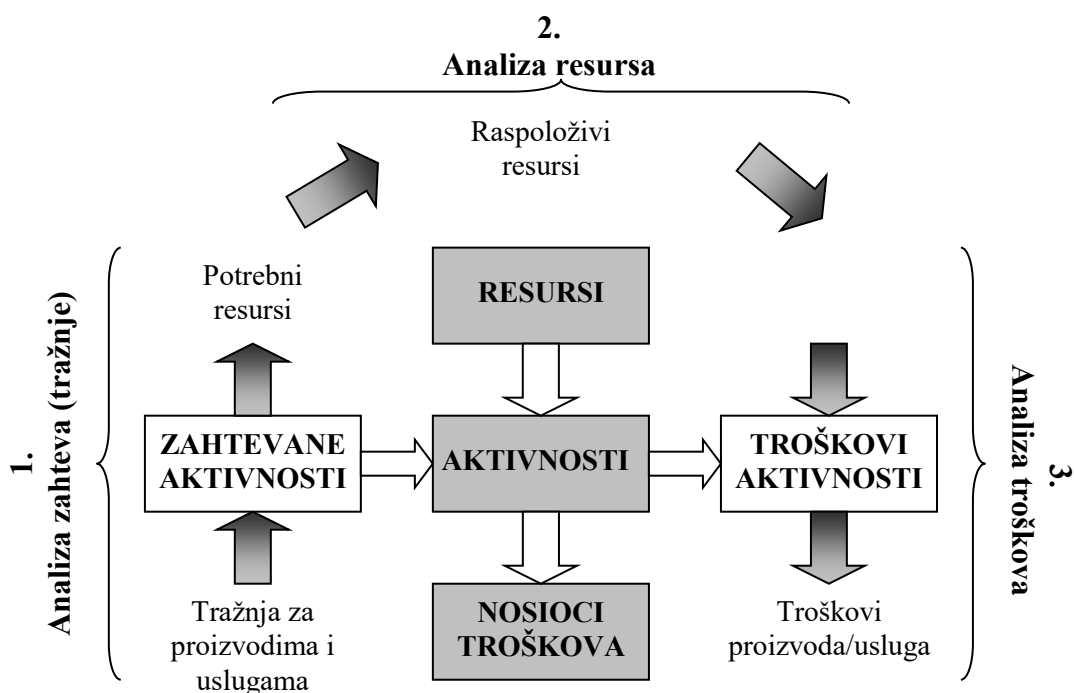 2.
Analiza resursa
Raspoloživi
resursi
1.
Analiza zahteva (tražnje)
Potrebni
resursi
RESURSI
ZAHTEVANE
AKTIVNOSTI
AKTIVNOSTI
TROŠKOVI
AKTIVNOSTI
Tražnja za
proizvodima i
uslugama
NOSIOCI
TROŠKOVA
Troškovi
proizvoda/usluga
3.
Analiza troškova